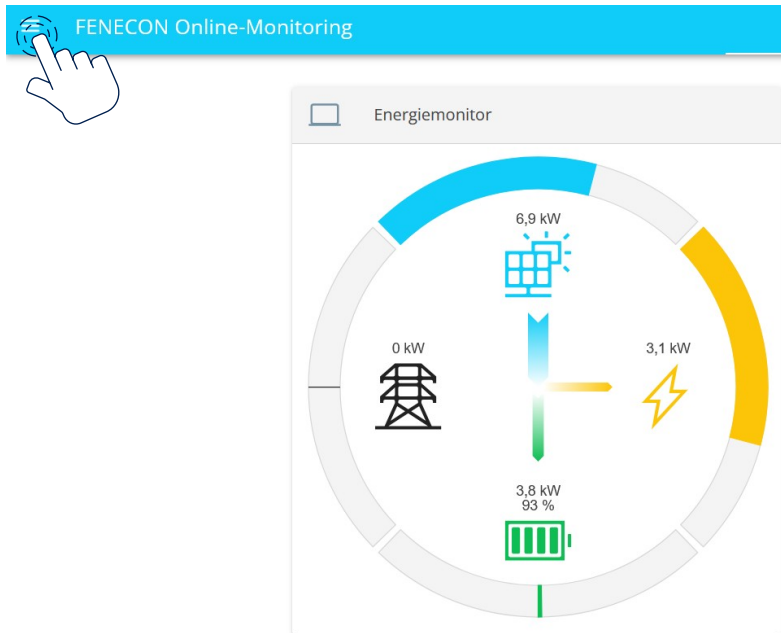 FENECON Online-Monitoring
Energiemonitor
6,9 kW
0 kW
3,1 kW
3,8 kW
93 %